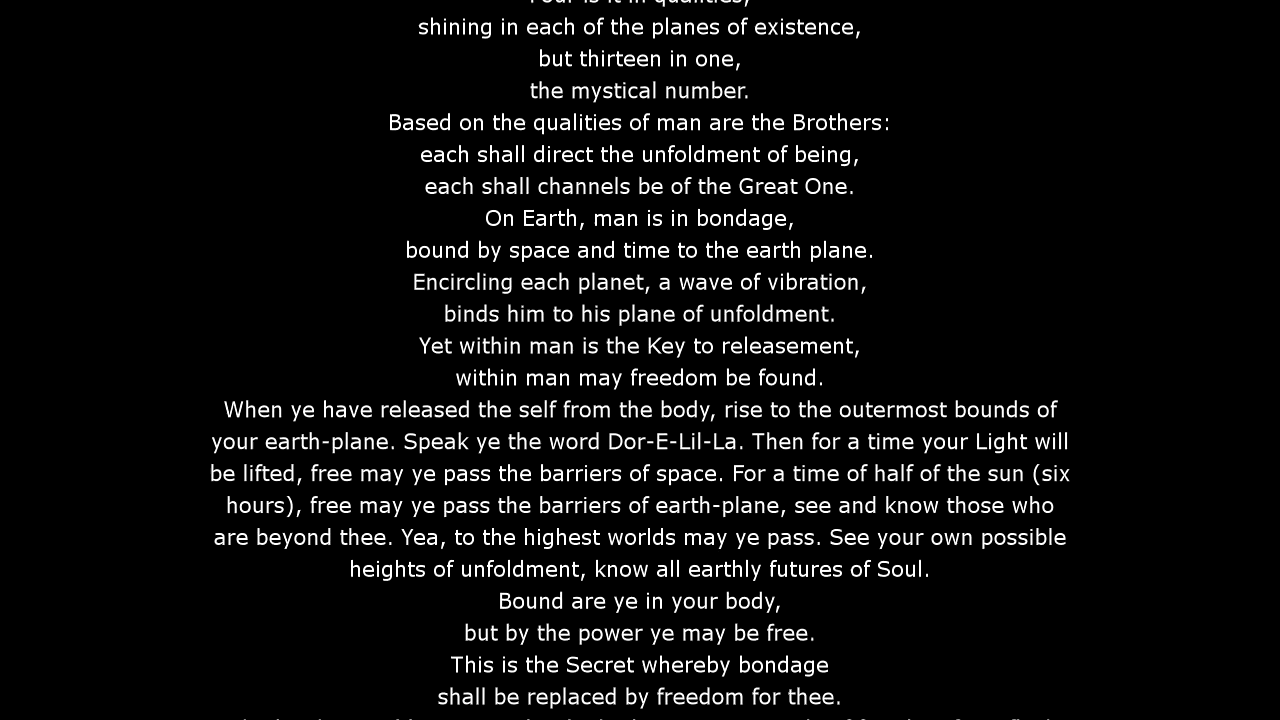 shining in each of the planes of existence,
but thirteen in one,
the mystical number.
Based on the qualities of man are the Brothers:
each shall direct the unfoldment of being,
each shall channels be of the Great One.
On Earth, man is in bondage,
bound by space and time to the earth plane.
Encircling each planet, a wave of vibration,
binds him to his plane of unfoldment.
Yet within man is the Key to releasement,
within man may freedom be found.
When ye have released the self from the body, rise to the outermost bounds of
your earth-plane. Speak ye the word Dor-E-Lil-La. Then for a time your Light will
be lifted, free may ye pass the barriers of space. For a time of half of the sun (six
hours), free may ye pass the barriers of earth-plane, see and know those who
are beyond thee. Yea, to the highest worlds may ye pass. See your own possible
heights of unfoldment, know all earthly futures of Soul.
Bound are ye in your body,
but by the power ye may be free.
This is the Secret whereby bondage
shall be replaced by freedom for thee.